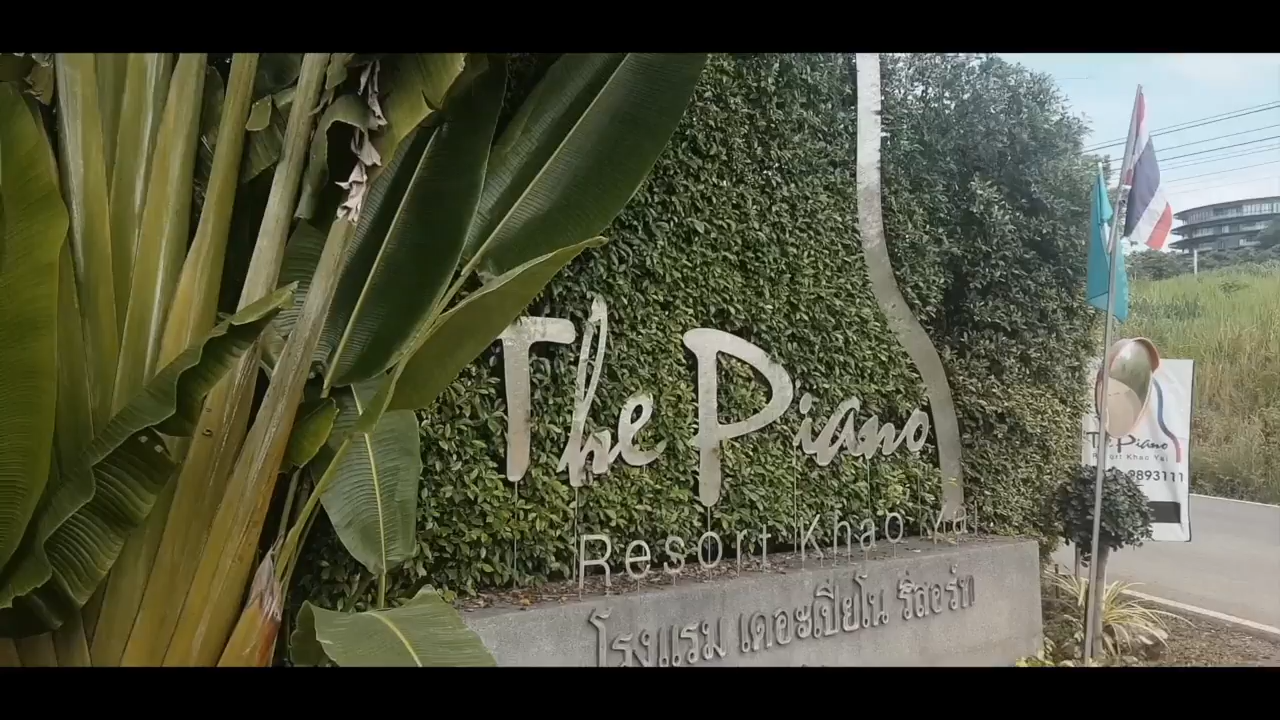 The Piano
Resort Khao Yai
โรงแรม เดอะเปียโน รีสอร์ท
The Piano
Resort Khao Yai
9893111